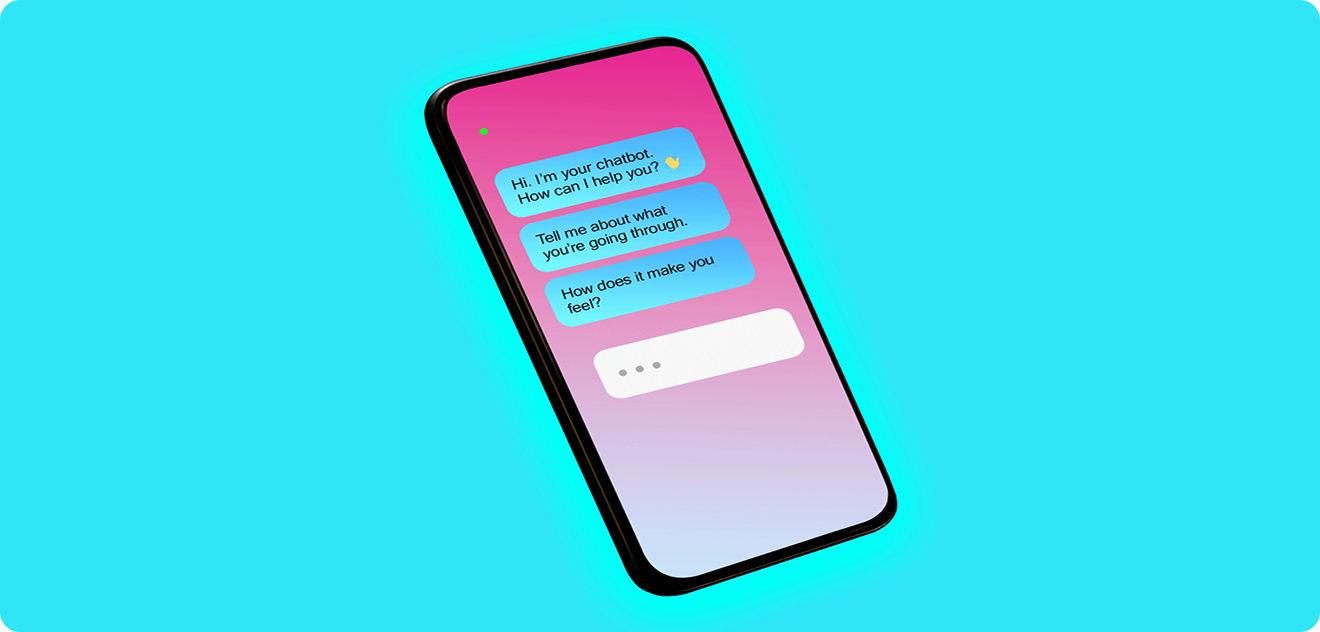 Hi. I'm your chatbot.
How can I help you? 👋
Tell me about what
you're going through.
How does it make you
feel?